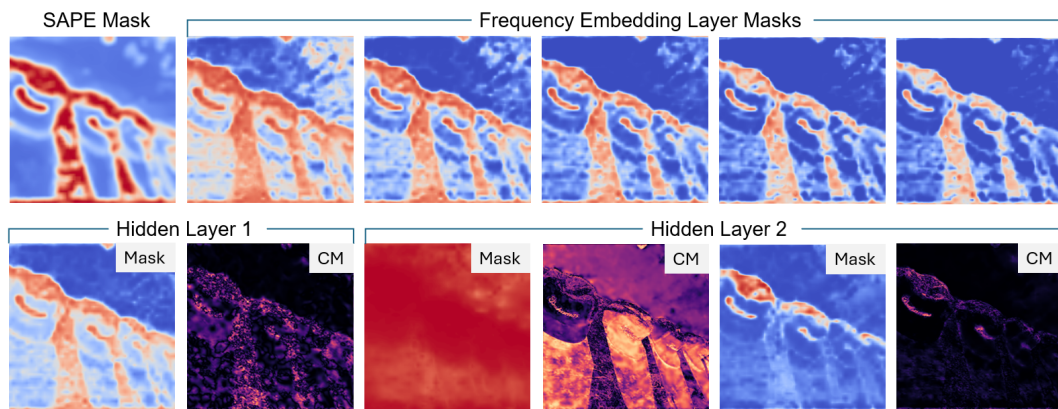 SAPE Mask
Frequency Embedding Layer Masks
Hidden Layer 1
Hidden Layer 2
Mask
CM
Mask
CM
Mask
CM